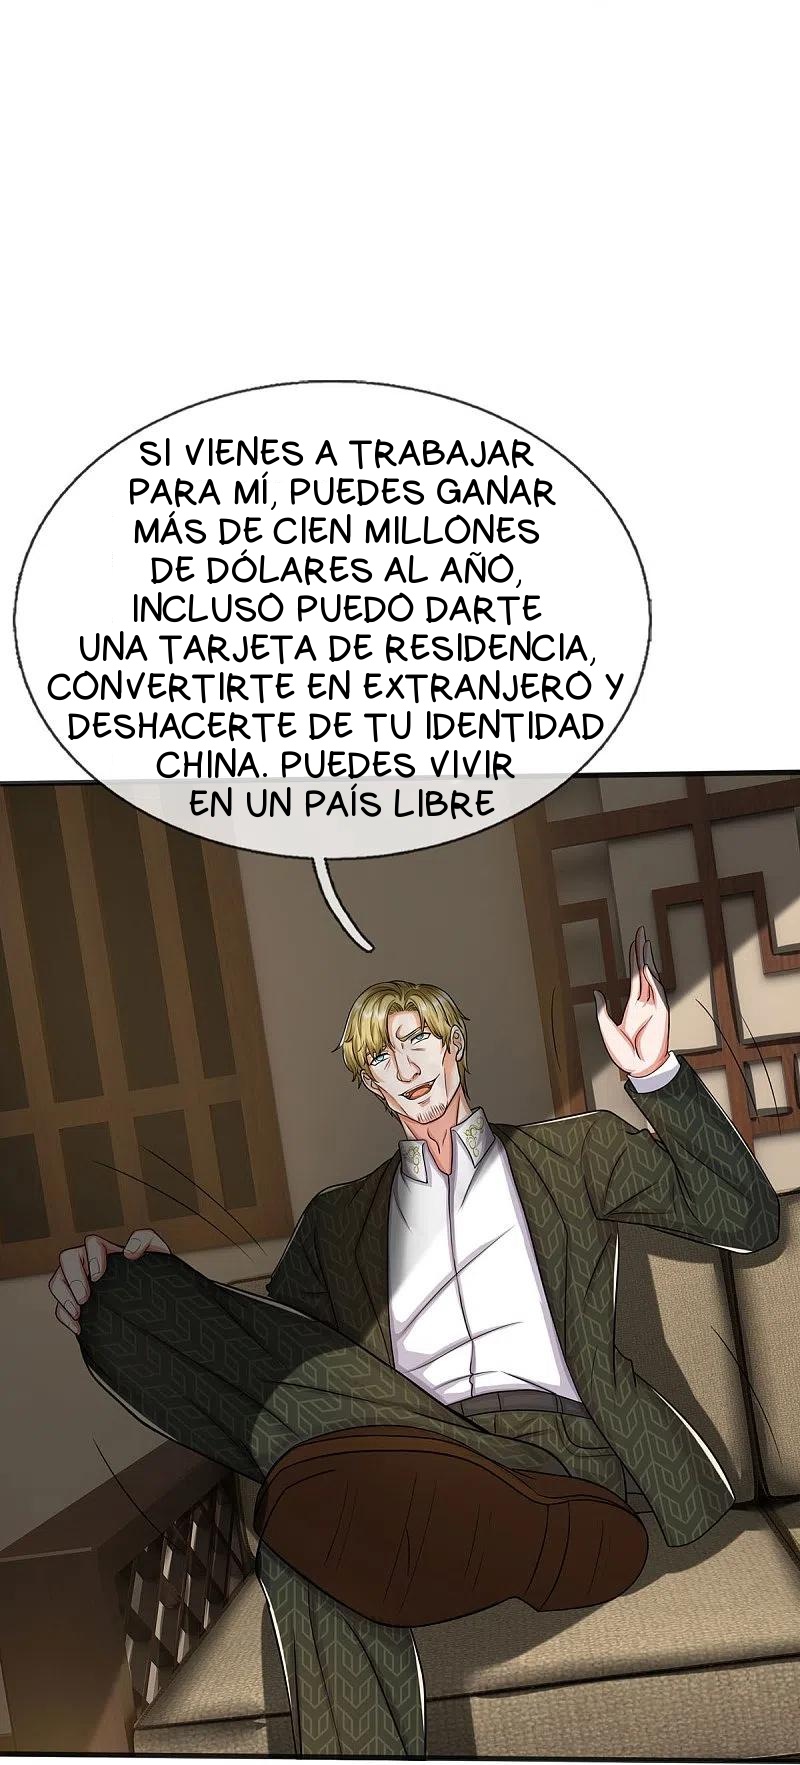 SI VIENES A TRABAJAR
PARA MÍ, PUEDES GANAR
MÁS DE CIEN MILLONES
DE DÓLARES AL AÑO,
INCLUSO PUEDO DARTE
UNA TARJETA DE RESIDENCIA,
CONVERTIRTE EN EXTRANJERO Y
DESHACERTE DE TU IDENTIDAD
CHINA. PUEDES VIVIR
EN UN PAÍS LIBRE